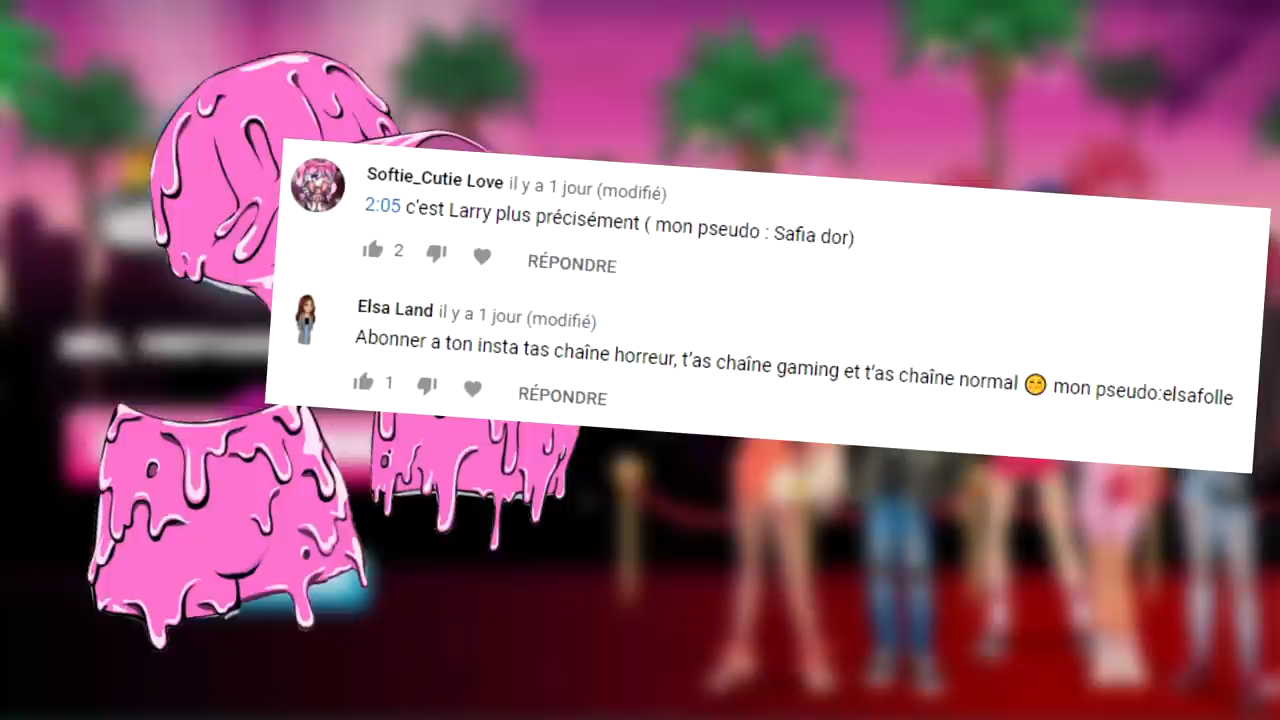 Softie_Cutie Love il y a 1 jour (modifié)
2:05 c'est Larry plus précisément ( mon pseudo : Safia dor)
2 RÉPONDRE
Elsa Land il y a 1 jour (modifié)
Abonner a ton insta tas chaîne horreur, t'as chaîne gaming et t'as chaîne normal 😊 mon pseudo:elsafolle
1 RÉPONDRE